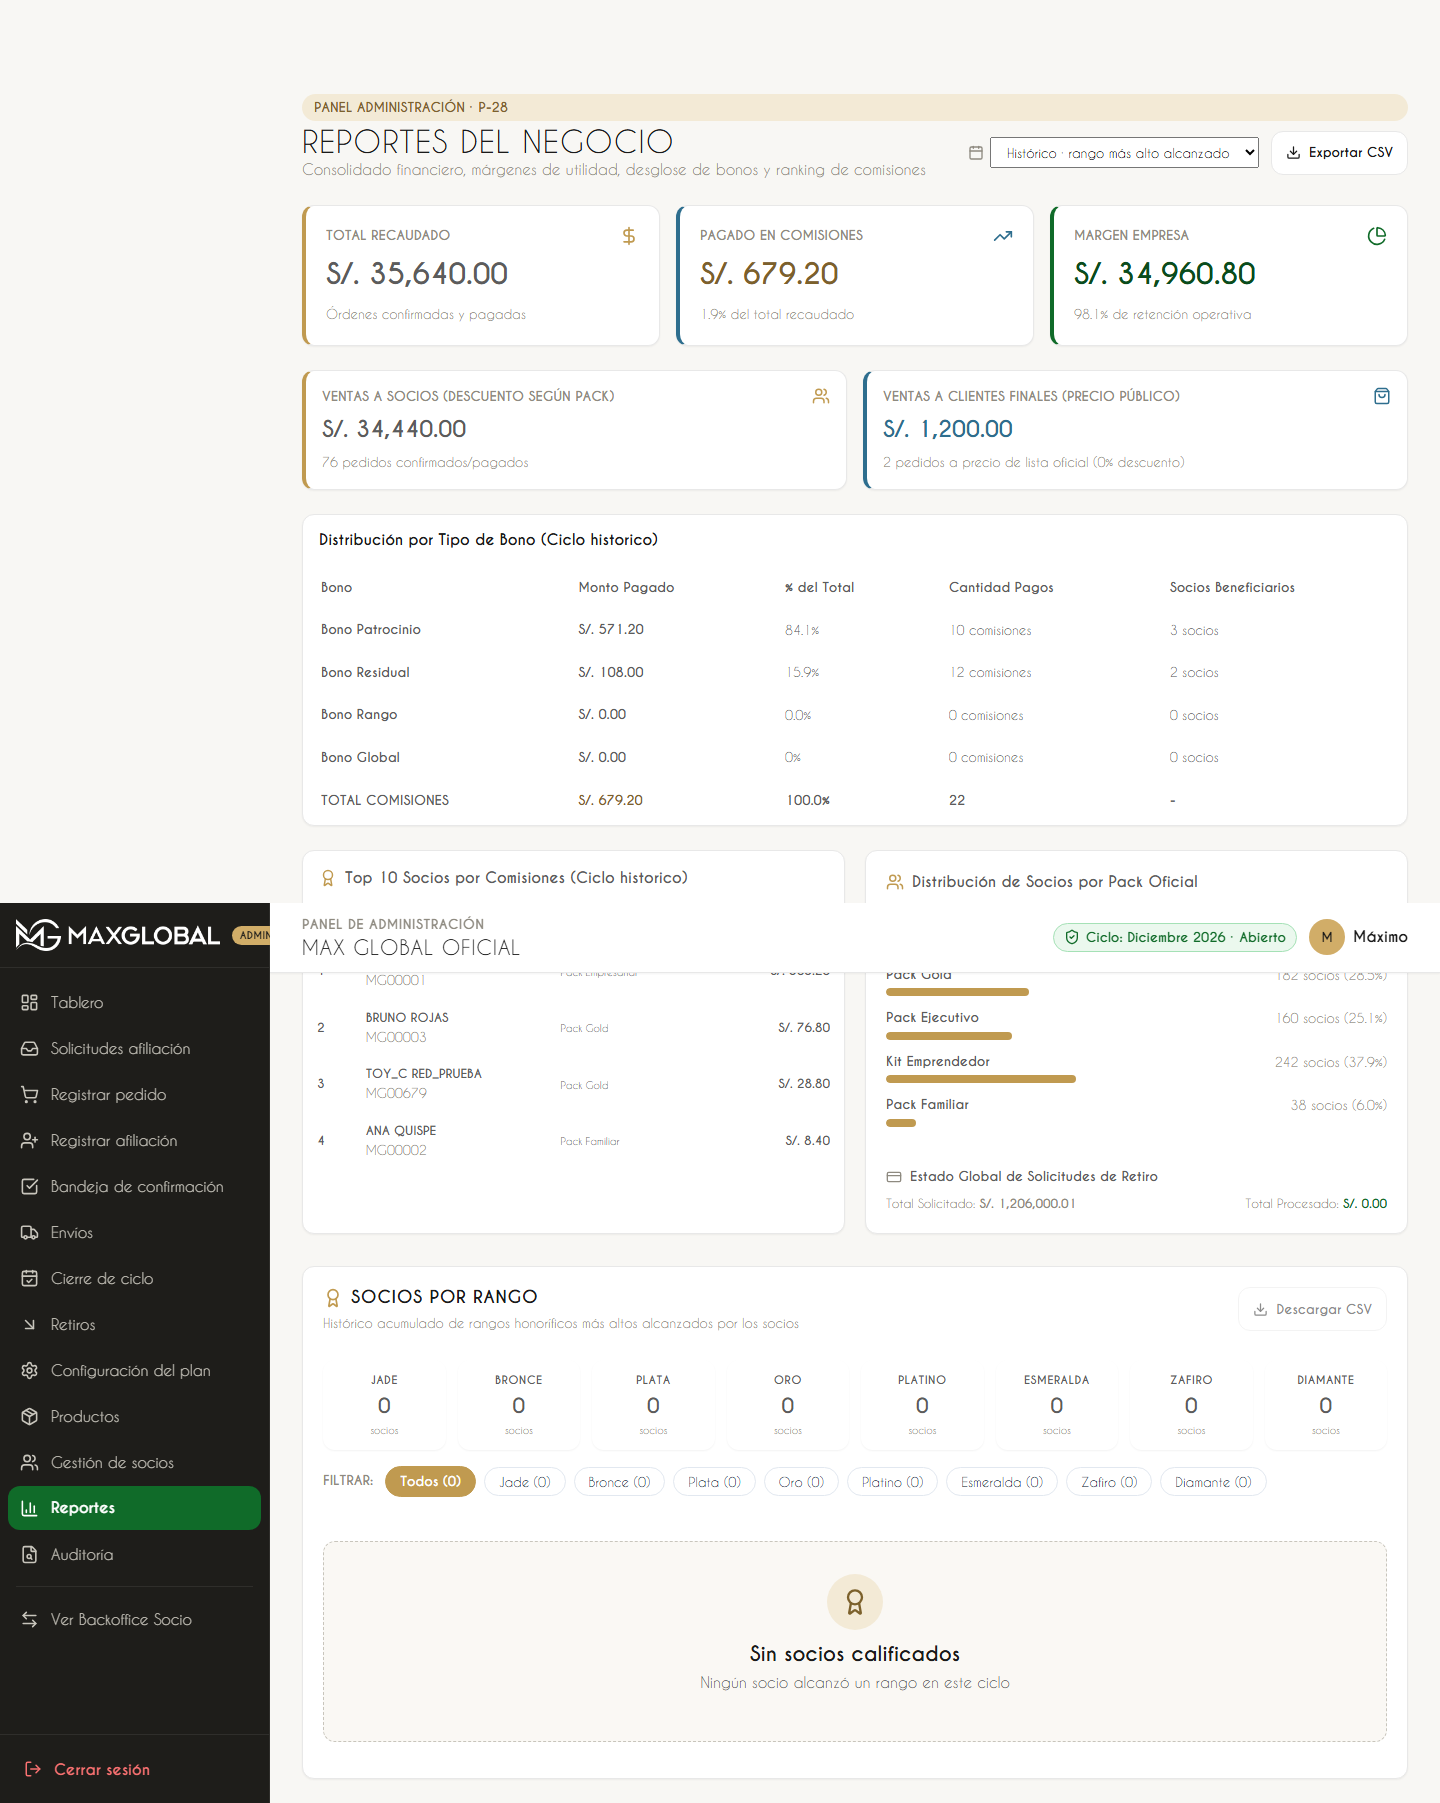 PANEL ADMINISTRACIÓN · P-28
REPORTES DEL NEGOCIO
Consolidado financiero, márgenes de utilidad, desglose de bonos y ranking de comisiones
Histórico · rango más alto alcanzado
Exportar CSV
TOTAL RECAUDADO
S/. 35,640.00
Órdenes confirmadas y pagadas
PAGADO EN COMISIONES
S/. 679.20
1.9% del total recaudado
MARGEN EMPRESA
S/. 34,960.80
98.1% de retención operativa
VENTAS A SOCIOS (DESCUENTO SEGÚN PACK)
S/. 34,440.00
76 pedidos confirmados/pagados
VENTAS A CLIENTES FINALES (PRECIO PÚBLICO)
S/. 1,200.00
2 pedidos a precio de lista oficial (0% descuento)
Distribución por Tipo de Bono (Ciclo historico)
Bono Monto Pagado % del Total Cantidad Pagos Socios Beneficiarios
Bono Patrocinio S/. 571.20 84.1% 10 comisiones 3 socios
Bono Residual S/. 108.00 15.9% 12 comisiones 2 socios
Bono Rango S/. 0.00 0.0% 0 comisiones 0 socios
Bono Global S/. 0.00 0% 0 comisiones 0 socios
TOTAL COMISIONES S/. 679.20 100.0% 22 -
Top 10 Socios por Comisiones (Ciclo historico)
Distribución de Socios por Pack Oficial
MAXGLOBAL
ADMIN
PANEL DE ADMINISTRACIÓN
MAX GLOBAL OFICIAL
Ciclo: Diciembre 2026 · Abierto
M
Máximo
Tablero
Solicitudes afiliación
Registrar pedido
Registrar afiliación
Bandeja de confirmación
Envíos
Cierre de ciclo
Retiros
Configuración del plan
Productos
Gestión de socios
Reportes
Auditoría
Ver Backoffice Socio
Cerrar sesión
MG00001
2 BRUNO ROJAS Pack Gold S/. 76.80
MG00003
3 TOY_C RED_PRUEBA Pack Gold S/. 28.80
MG00679
4 ANA QUISPE Pack Familiar S/. 8.40
MG00002
Pack Gold 182 socios (28.5%)
Pack Ejecutivo 160 socios (25.1%)
Kit Emprendedor 242 socios (37.9%)
Pack Familiar 38 socios (6.0%)
Estado Global de Solicitudes de Retiro
Total Solicitado: S/. 1,206,000.01 Total Procesado: S/. 0.00
SOCIOS POR RANGO
Histórico acumulado de rangos honoríficos más altos alcanzados por los socios
Descargar CSV
JADE BRONCE PLATA ORO PLATINO ESMERALDA ZAFIRO DIAMANTE
0 0 0 0 0 0 0 0
socios socios socios socios socios socios socios socios
FILTRAR: Todos (0) Jade (0) Bronce (0) Plata (0) Oro (0) Platino (0) Esmeralda (0) Zafiro (0) Diamante (0)
Sin socios calificados
Ningún socio alcanzó un rango en este ciclo